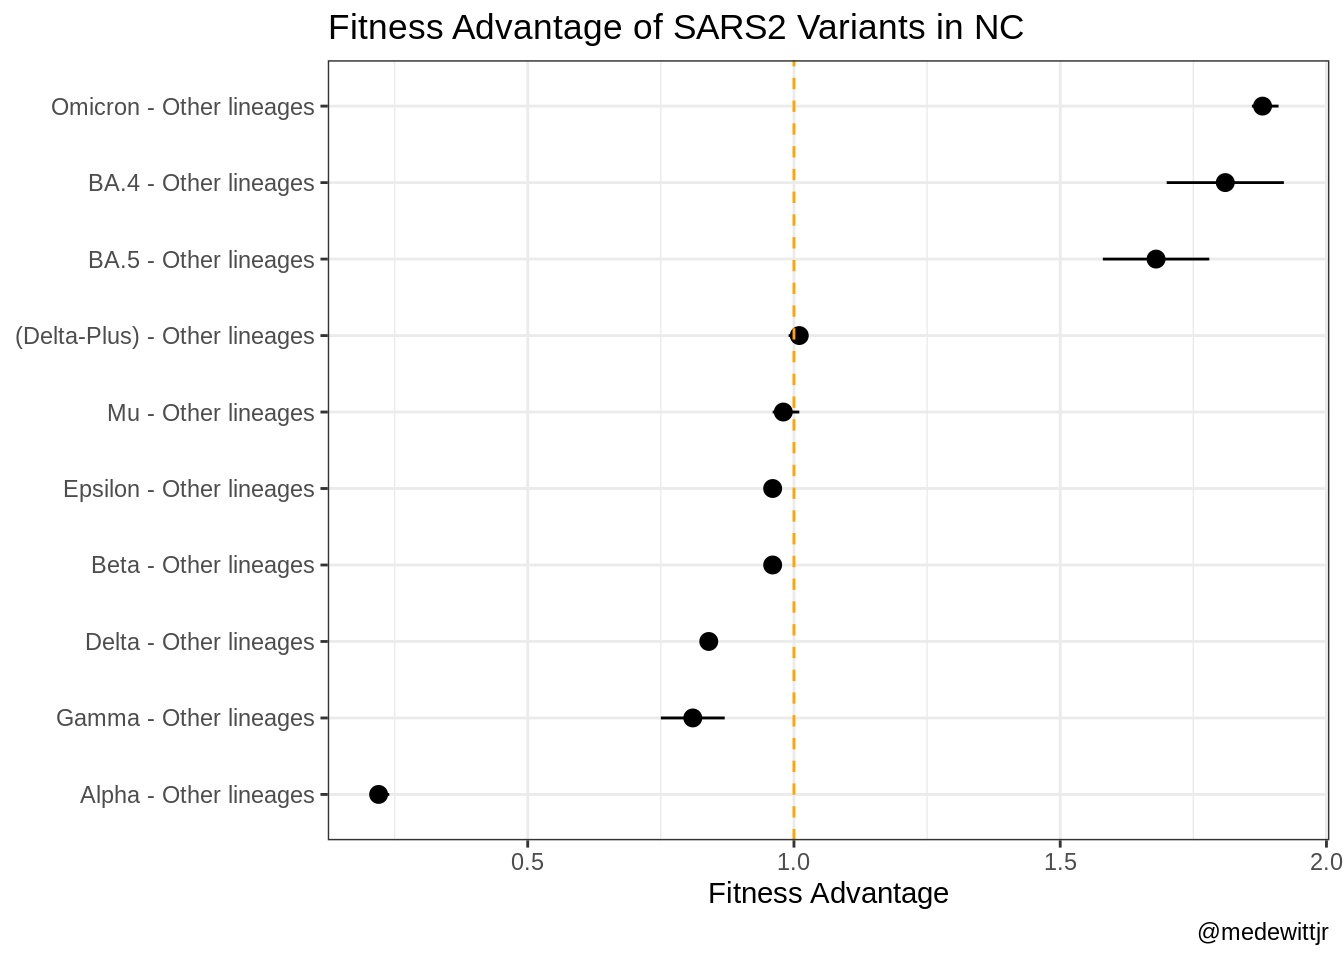 Fitness Advantage of SARS2 Variants in NC
Omicron - Other lineages
BA.4 - Other lineages
BA.5 - Other lineages
(Delta-Plus) - Other lineages
Mu - Other lineages
Epsilon - Other lineages
Beta - Other lineages
Delta - Other lineages
Gamma - Other lineages
Alpha - Other lineages
0.5 1.0 1.5 2.0
Fitness Advantage
@medewittjr